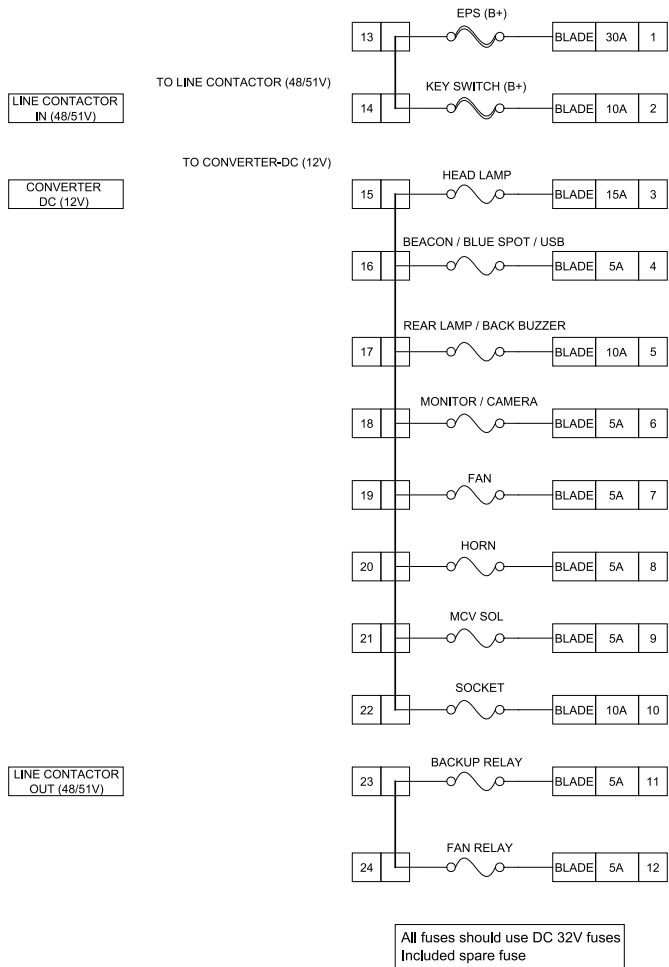 EPS (B+)
13 BLADE 30A 1
TO LINE CONTACTOR (48/51V)
KEY SWITCH (B+)
LINE CONTACTOR
IN (48/51V)
14 BLADE 10A 2
TO CONVERTER-DC (12V)
HEAD LAMP
CONVERTER
DC (12V)
15 BLADE 15A 3
BEACON / BLUE SPOT / USB
16 BLADE 5A 4
REAR LAMP / BACK BUZZER
17 BLADE 10A 5
MONITOR / CAMERA
18 BLADE 5A 6
FAN
19 BLADE 5A 7
HORN
20 BLADE 5A 8
MCV SOL
21 BLADE 5A 9
SOCKET
22 BLADE 10A 10
BACKUP RELAY
LINE CONTACTOR
OUT (48/51V)
23 BLADE 5A 11
FAN RELAY
24 BLADE 5A 12
All fuses should use DC 32V fuses
Included spare fuse